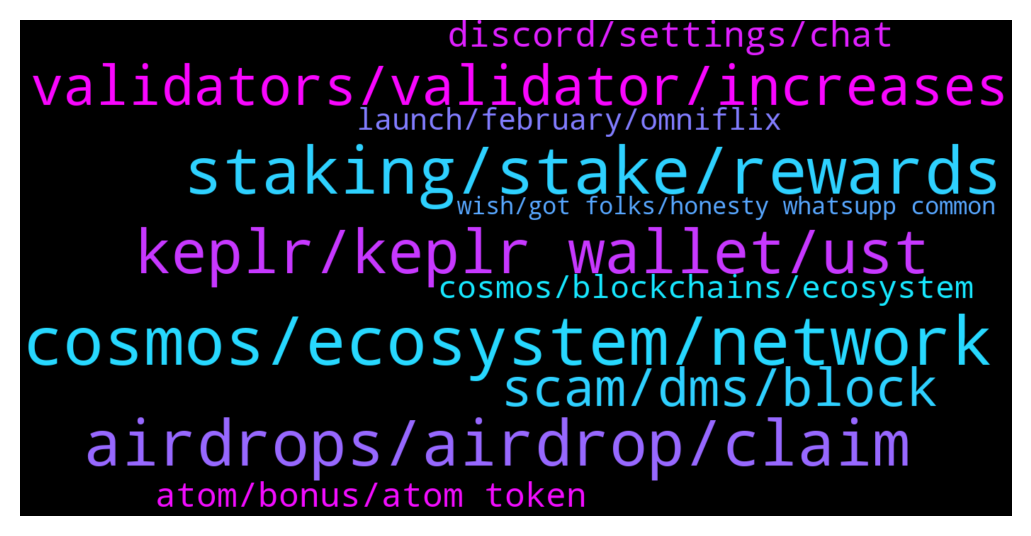 discord/settings/chat
validators/validator/increases
launch/february/omniflix
staking/stake/rewards
wish/got folks/honesty whatsupp common
keplr/keplr wallet/ust
cosmos/blockchains/ecosystem
cosmos/ecosystem/network
scam/dms/block
airdrops/airdrop/claim
atom/bonus/atom token